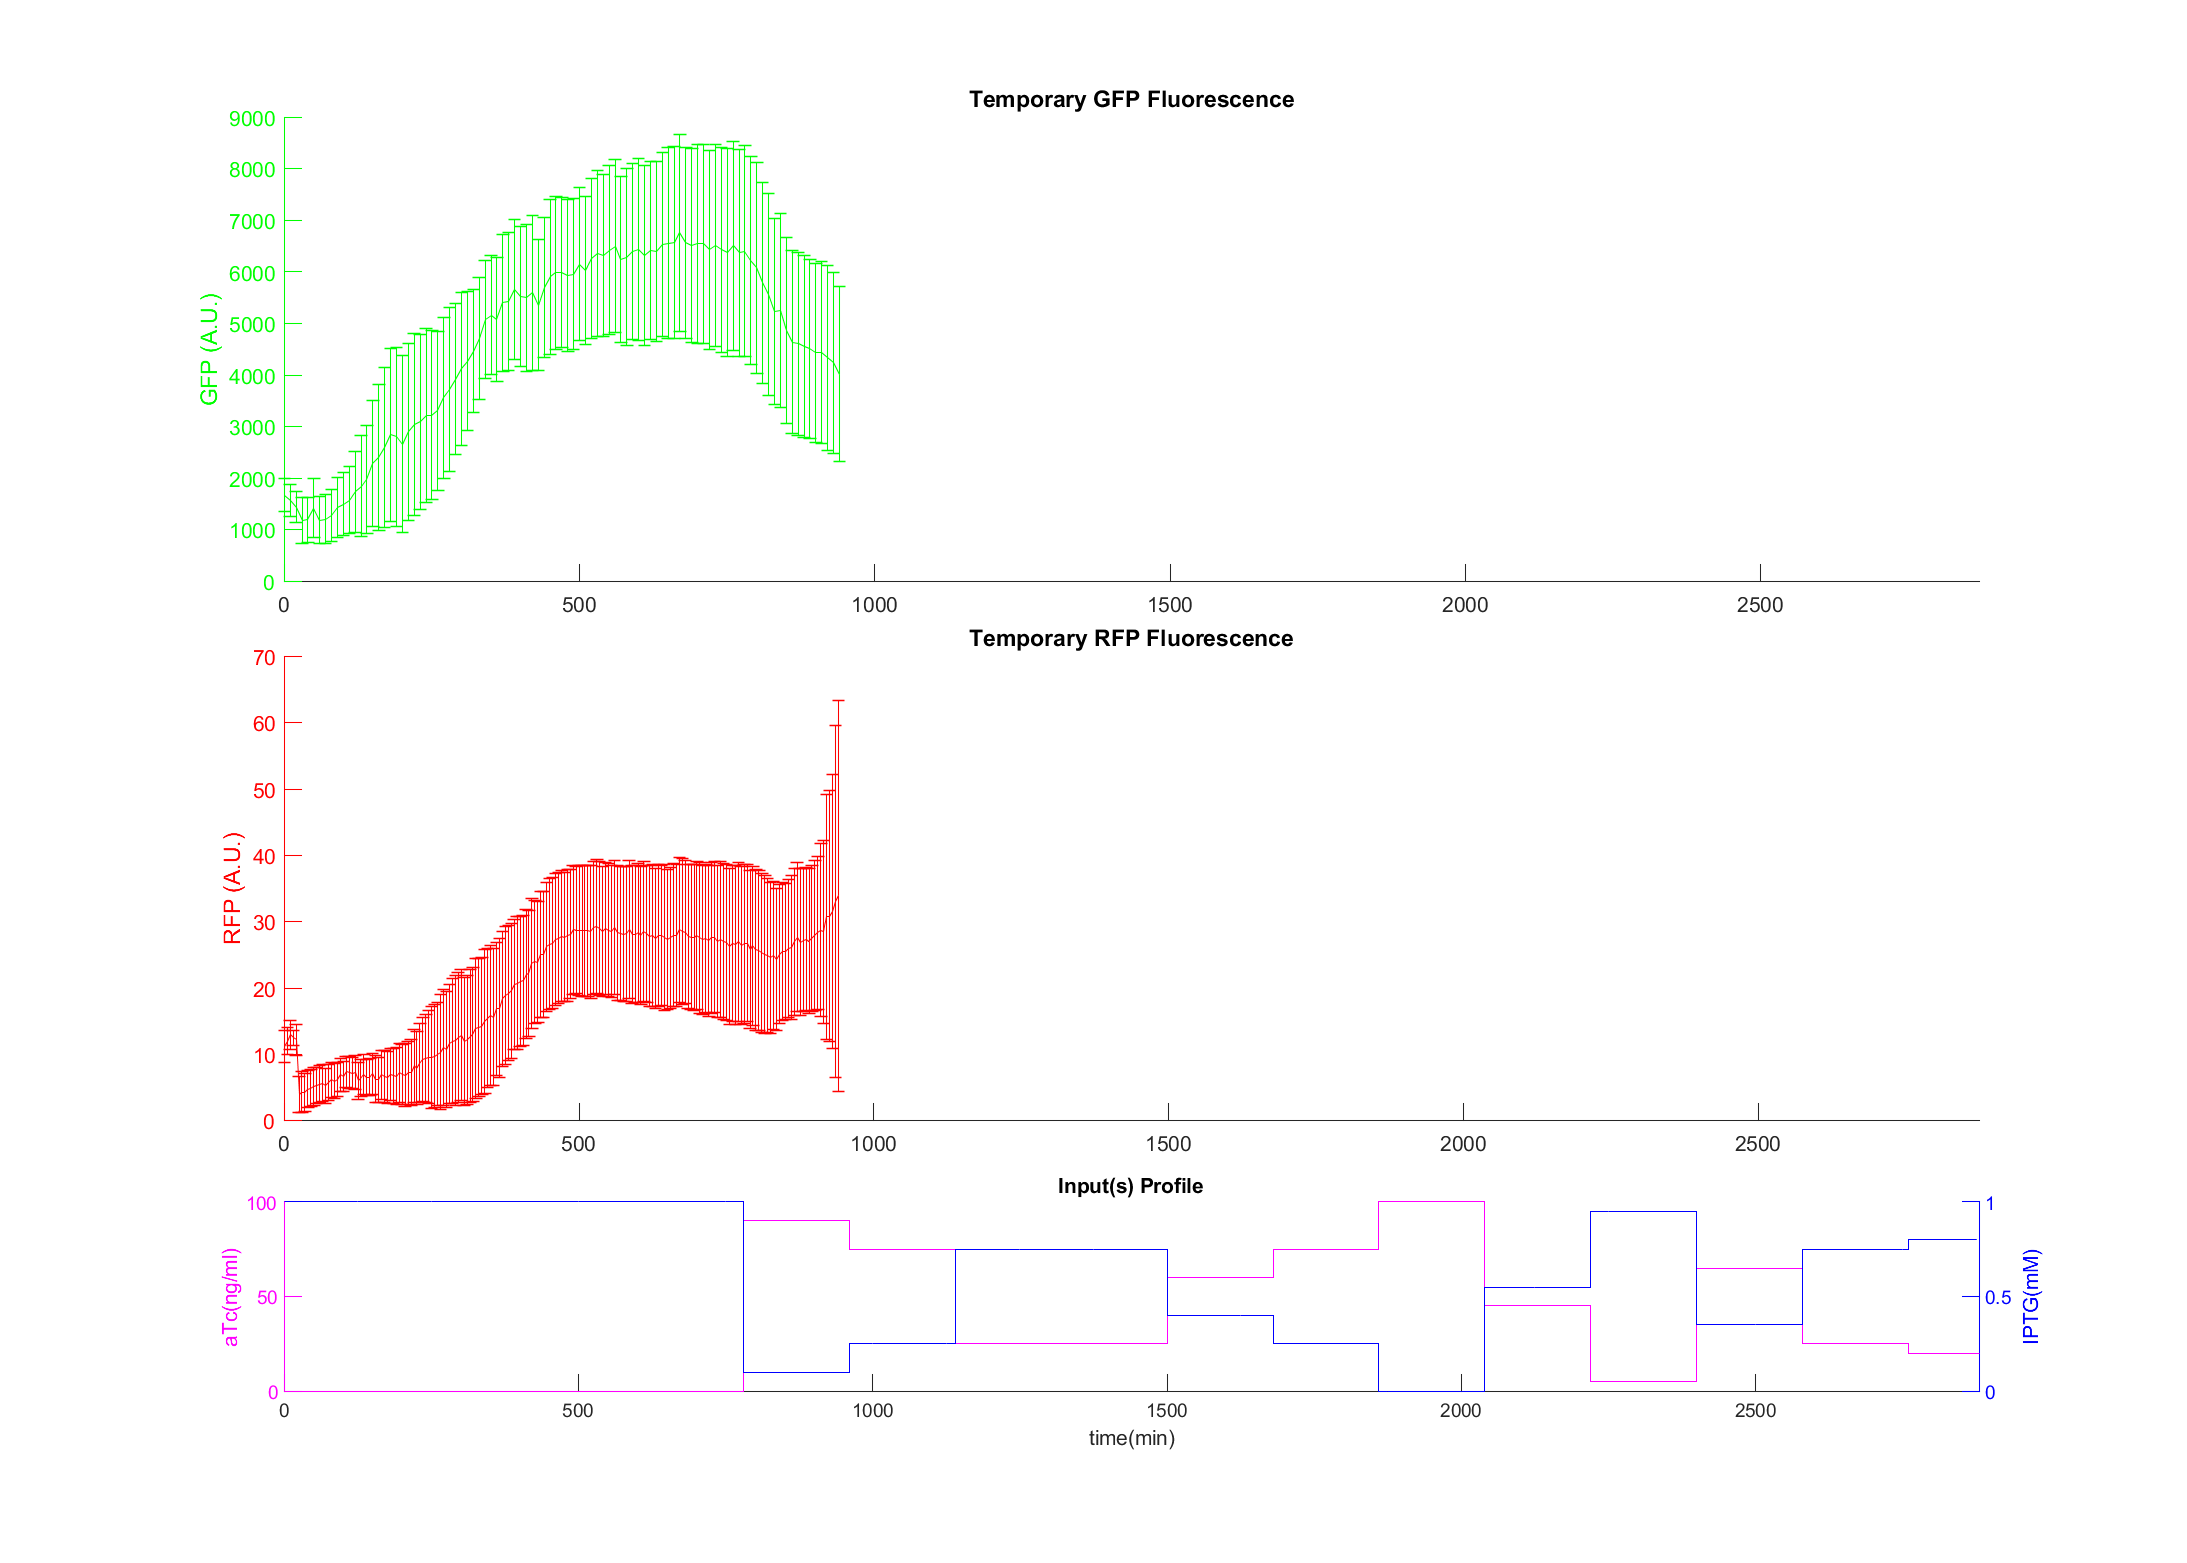 Temporary GFP Fluorescence
9000
8000
7000
6000
5000
4000
3000
2000
1000
0
GFP (A.U.)
0 500 1000 1500 2000 2500
Temporary RFP Fluorescence
70
60
50
40
30
20
10
0
RFP (A.U.)
0 500 1000 1500 2000 2500
Input(s) Profile
100
50
0
aTc(ng/ml)
1
0.5
0
IPTG(mM)
0 500 1000 1500 2000 2500
time(min)